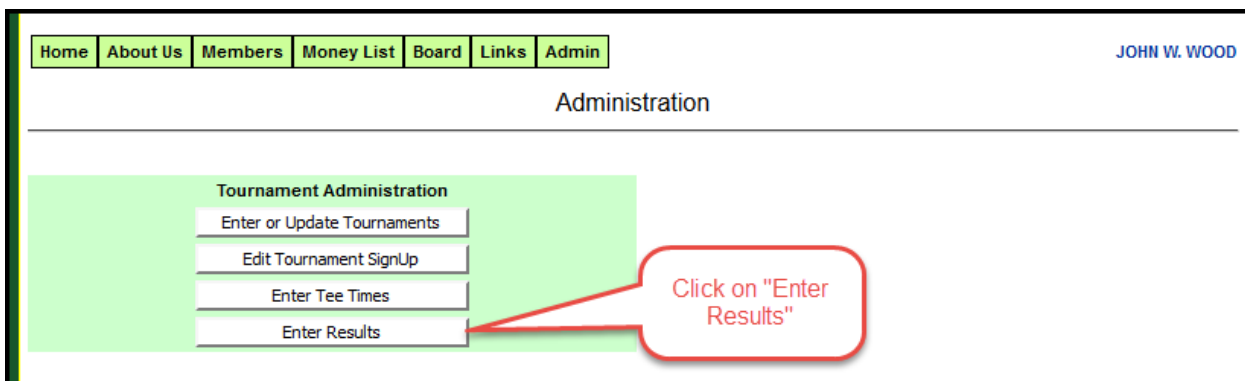 Home About Us Members Money List Board Links Admin JOHN W. WOOD
Administration
Tournament Administration
Enter or Update Tournaments
Edit Tournament SignUp
Enter Tee Times
Enter Results
Click on "Enter
Results"